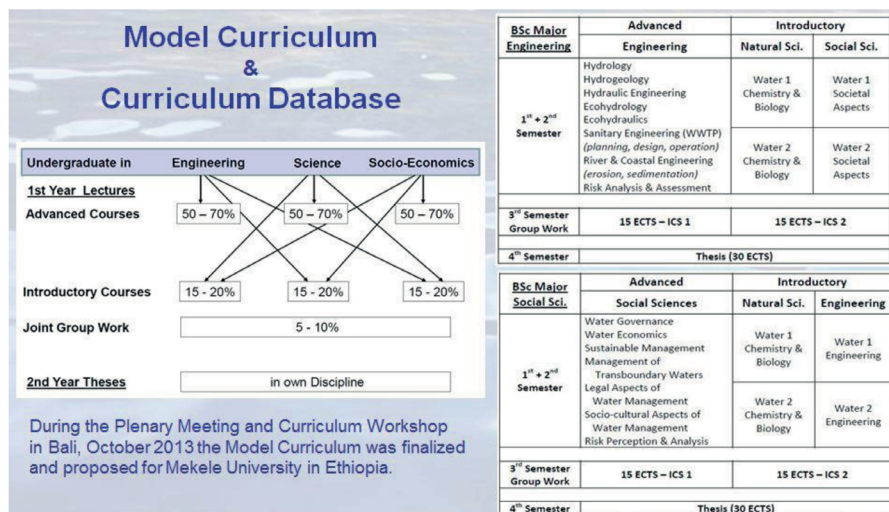 Model Curriculum
&
Curriculum Database
Undergraduate in Engineering Science Socio-Economics
1st Year Lectures
Advanced Courses 50 – 70% 50 – 70% 50 – 70%
Introductory Courses 15 - 20% 15 - 20% 15 - 20%
Joint Group Work 5 - 10%
2nd Year Theses in own Discipline
During the Plenary Meeting and Curriculum Workshop
in Bali, October 2013 the Model Curriculum was finalized
and proposed for Mekele University in Ethiopia.
BSc Major
Engineering
Advanced
Introductory
Engineering
Natural Sci.
Social Sci.
1st + 2nd
Semester
Hydrology
Hydrogeology
Hydraulic Engineering
Ecohydrology
Ecohydraulics
Sanitary Engineering (WWTP)
(planning, design, operation)
River & Coastal Engineering
(erosion, sedimentation)
Risk Analysis & Assessment
Water 1
Chemistry &
Biology
Water 1
Societal
Aspects
Water 2
Chemistry &
Biology
Water 2
Societal
Aspects
3rd Semester
Group Work
15 ECTS – ICS 1
15 ECTS – ICS 2
4th Semester
Thesis (30 ECTS)
BSc Major
Social Sci.
Advanced
Introductory
Social Sciences
Natural Sci.
Engineering
1st + 2nd
Semester
Water Governance
Water Economics
Sustainable Management
Management of
Transboundary Waters
Legal Aspects of
Water Management
Socio-cultural Aspects of
Water Management
Risk Perception & Analysis
Water 1
Chemistry &
Biology
Water 1
Engineering
Water 2
Chemistry &
Biology
Water 2
Engineering
3rd Semester
Group Work
15 ECTS – ICS 1
15 ECTS – ICS 2
4th Semester
Thesis (30 ECTS)